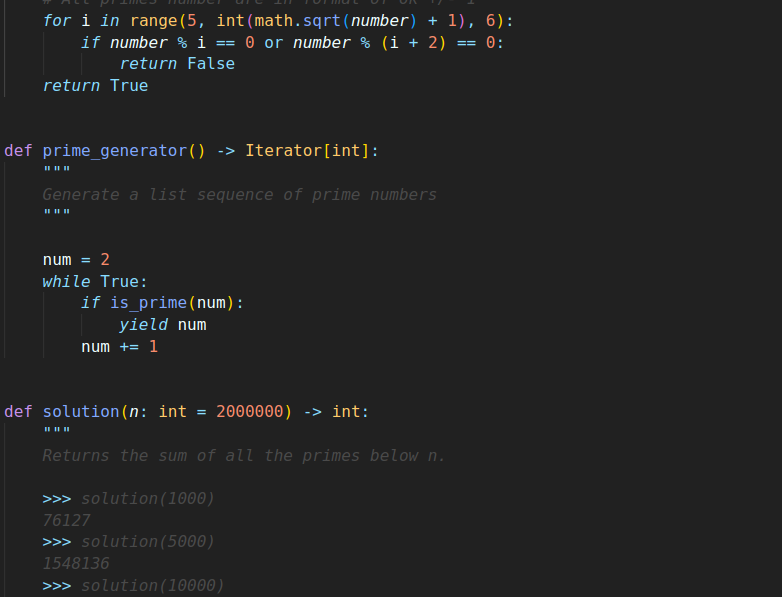 # All primes number are in format of 6k +/- 1
for i in range(5, int(math.sqrt(number) + 1), 6):
if number % i == 0 or number % (i + 2) == 0:
return False
return True
def prime_generator() -> Iterator[int]:
"""
Generate a list sequence of prime numbers
"""
num = 2
while True:
if is_prime(num):
yield num
num += 1
def solution(n: int = 2000000) -> int:
"""
Returns the sum of all the primes below n.
>>> solution(1000)
76127
>>> solution(5000)
1548136
>>> solution(10000)